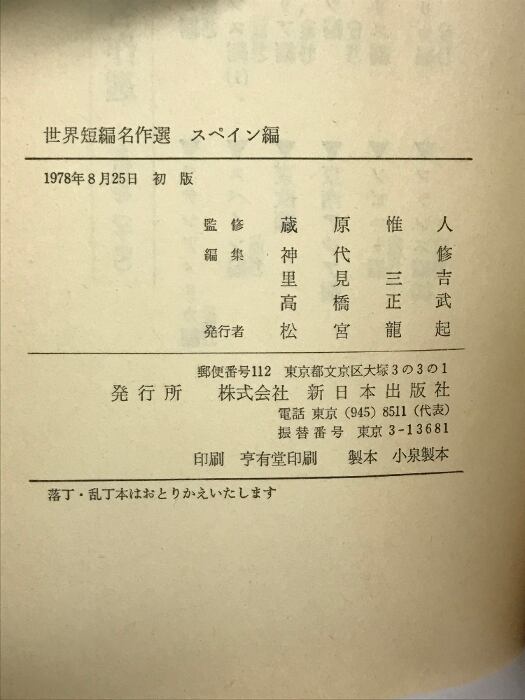 世界短編名作選 スペイン編
1978年8月25日 初版
監修 蔵原惟人
編集 神代修
里見三吉
高橋正武
発行者 松宮龍起
郵便番号112 東京都文京区大塚3の3の1
発行所 株式会社 新日本出版社
電話 東京 (945) 8511 (代表)
振替番号 東京 3-13681
印刷 亨有堂印刷 製本 小泉製本
落丁・乱丁本はおとりかえいたします